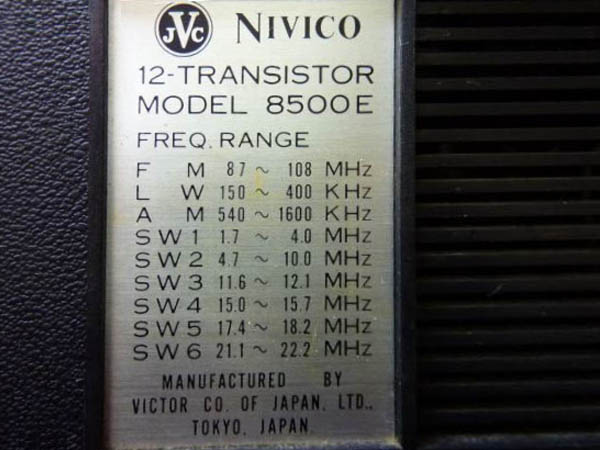 JVC NIVICO
12-TRANSISTOR
MODEL 8500E
FREQ. RANGE
F M 87 ~ 108 MHz
L W 150 ~ 400 KHz
A M 540 ~ 1600 KHz
SW1 1.7 ~ 4.0 MHz
SW2 4.7 ~ 10.0 MHz
SW3 11.6 ~ 12.1 MHz
SW4 15.0 ~ 15.7 MHz
SW5 17.4 ~ 18.2 MHz
SW6 21.1 ~ 22.2 MHz
MANUFACTURED BY
VICTOR CO. OF JAPAN, LTD.,
TOKYO, JAPAN